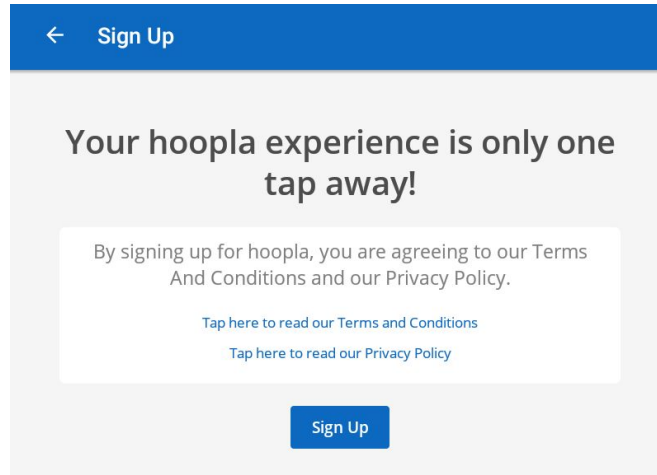 Sign Up
Your hoopla experience is only one
tap away!
By signing up for hoopla, you are agreeing to our Terms
And Conditions and our Privacy Policy.
Tap here to read our Terms and Conditions
Tap here to read our Privacy Policy
Sign Up